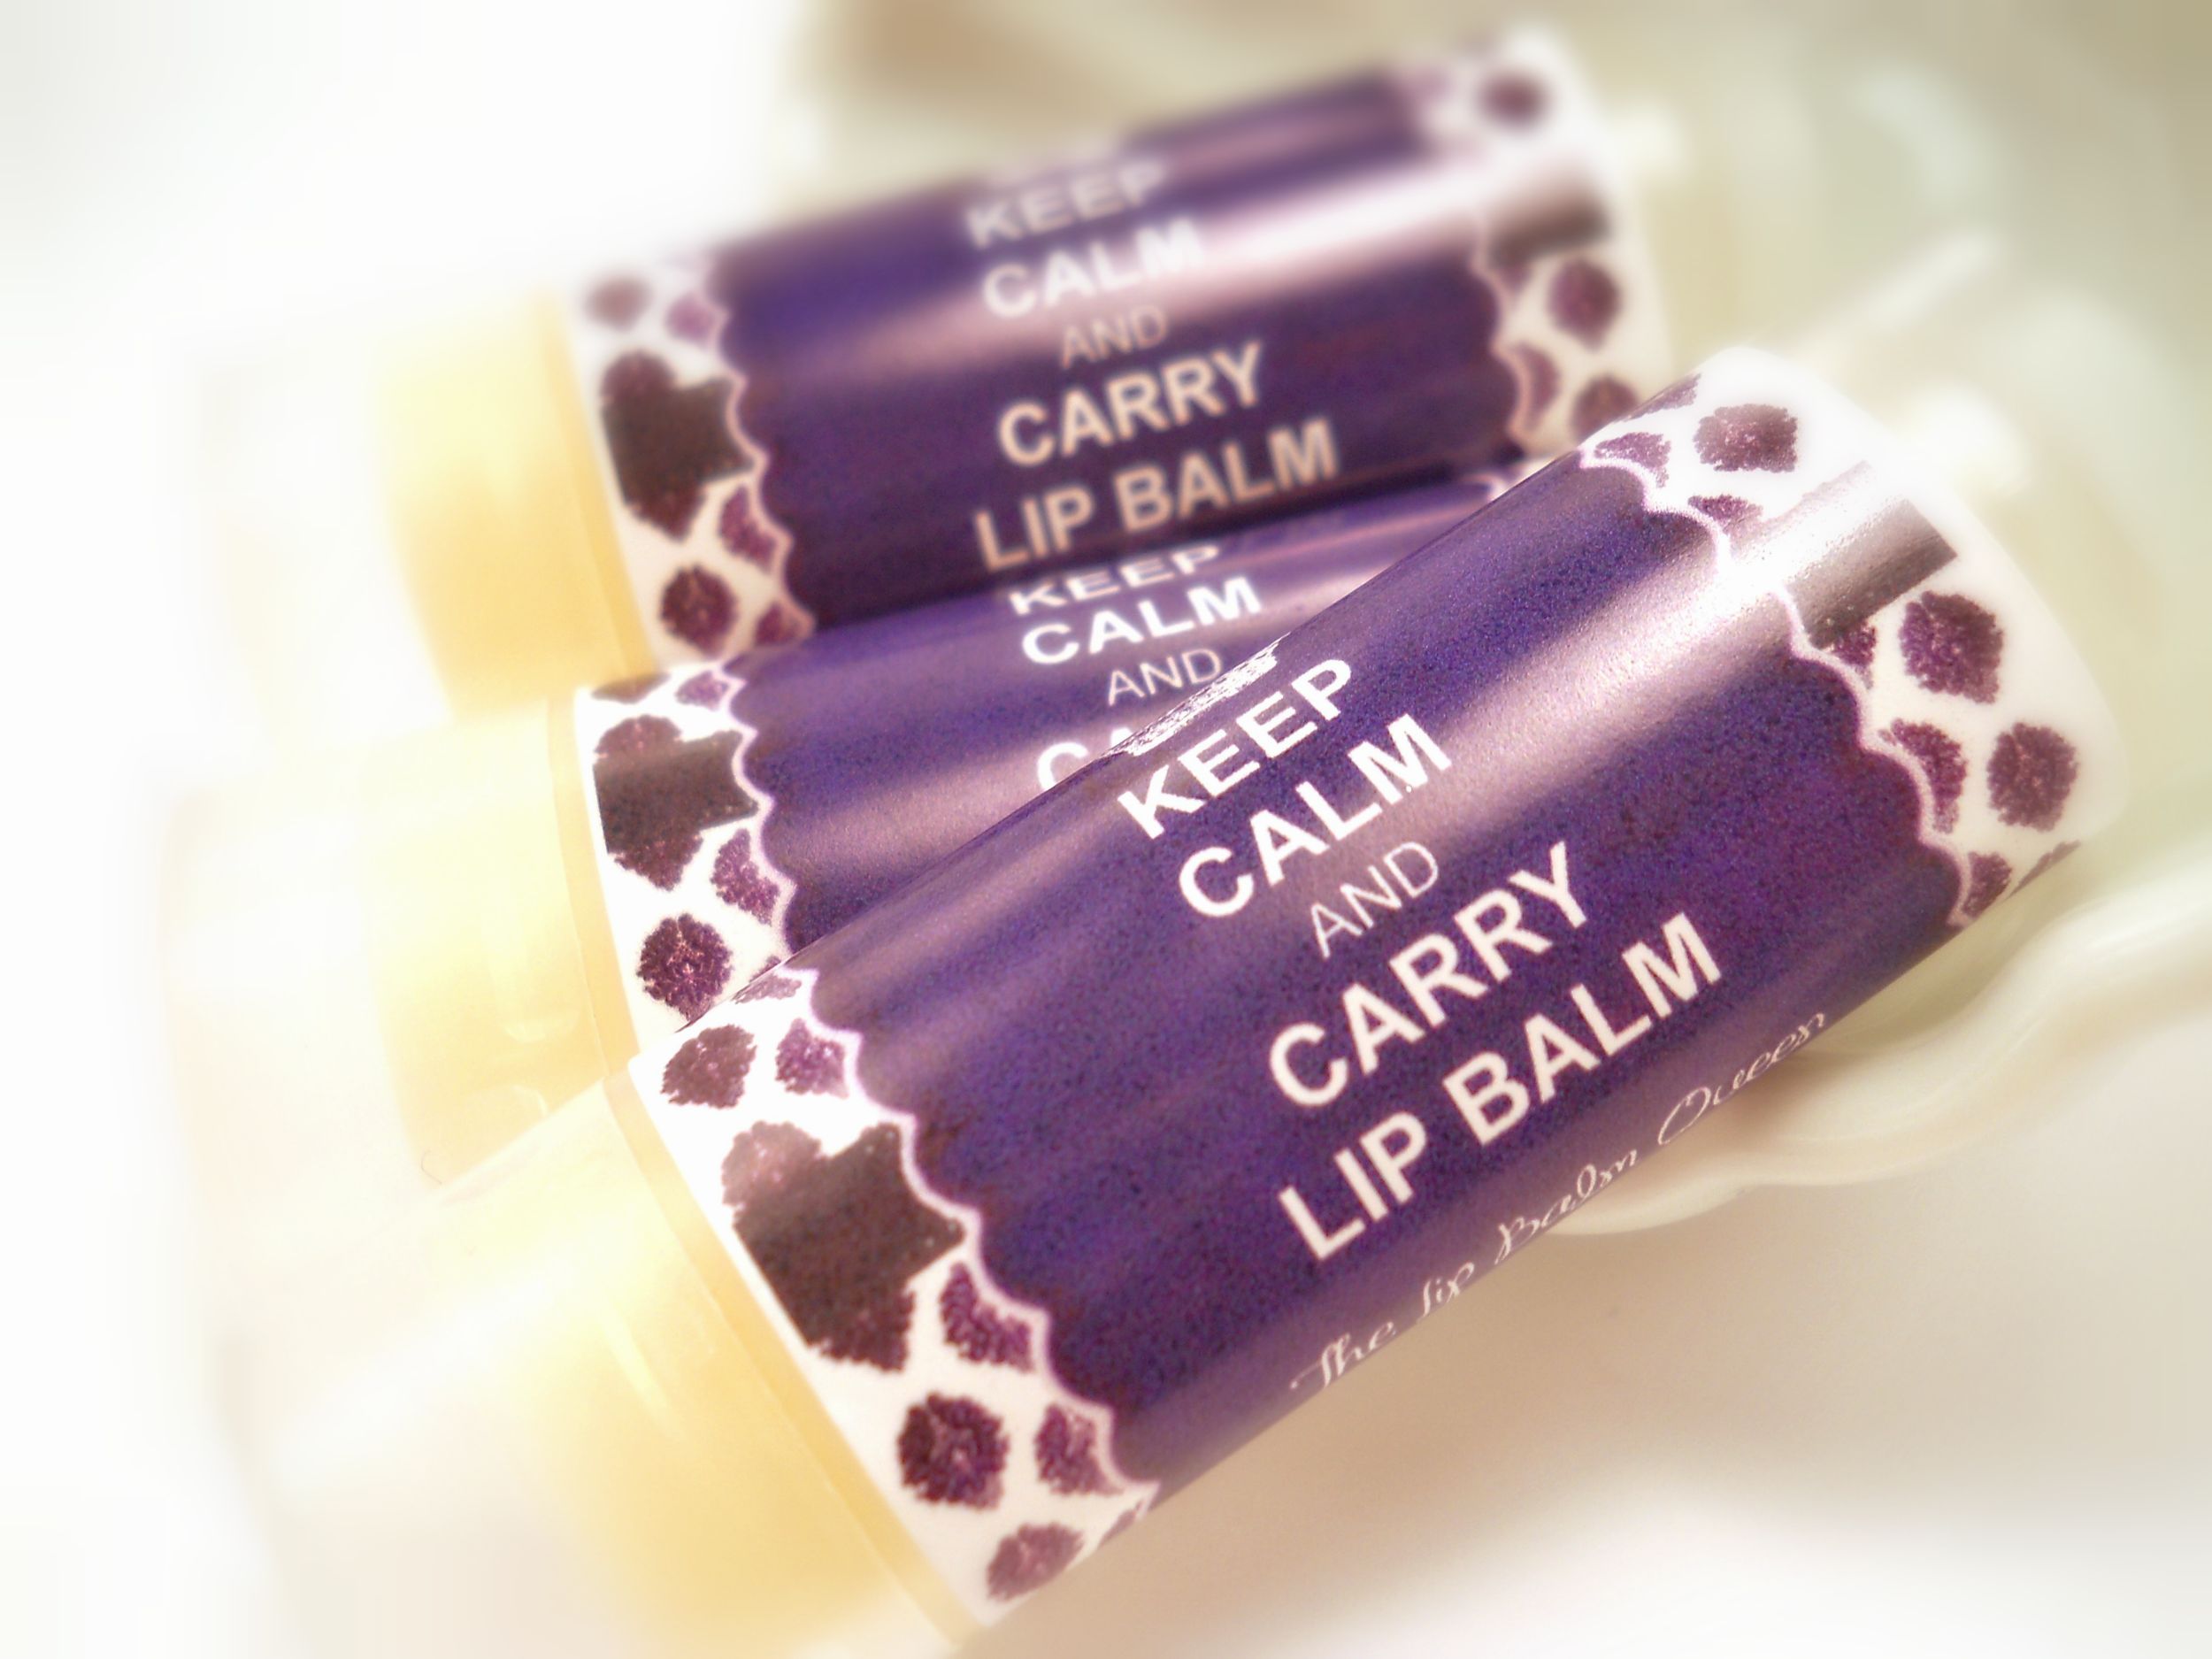 KEEP
CALM
AND
CARRY
LIP BALM
KEEP
CALM
AND
KEEP
CALM
AND
CARRY
LIP BALM
The Lip Balm Queen